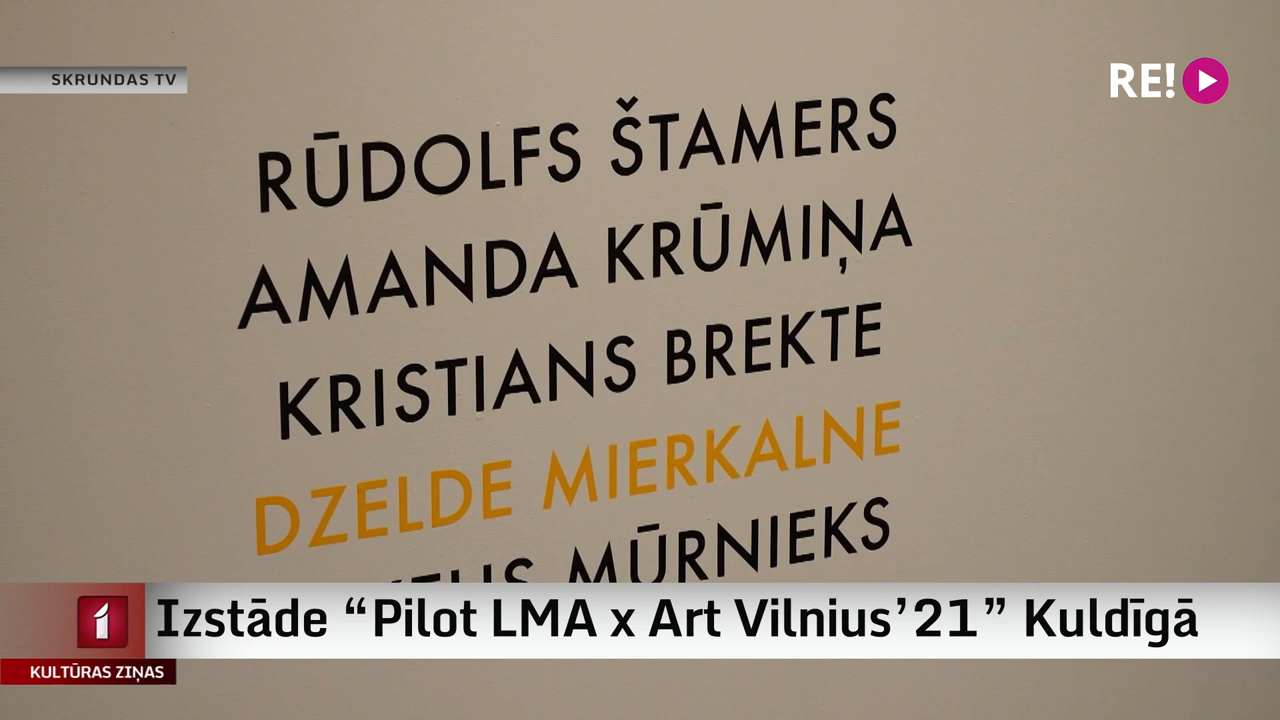 SKRUNDAS TV
RE!
RŪDOLFS ŠTAMERS
AMANDA KRŪMIŅA
KRISTIANS BREKTE
DZELDE MIERKALNE
MŪRNIEKS
1 Izstāde “Pilot LMA x Art Vilnius’21” Kuldīgā
KULTŪRAS ZIŅAS